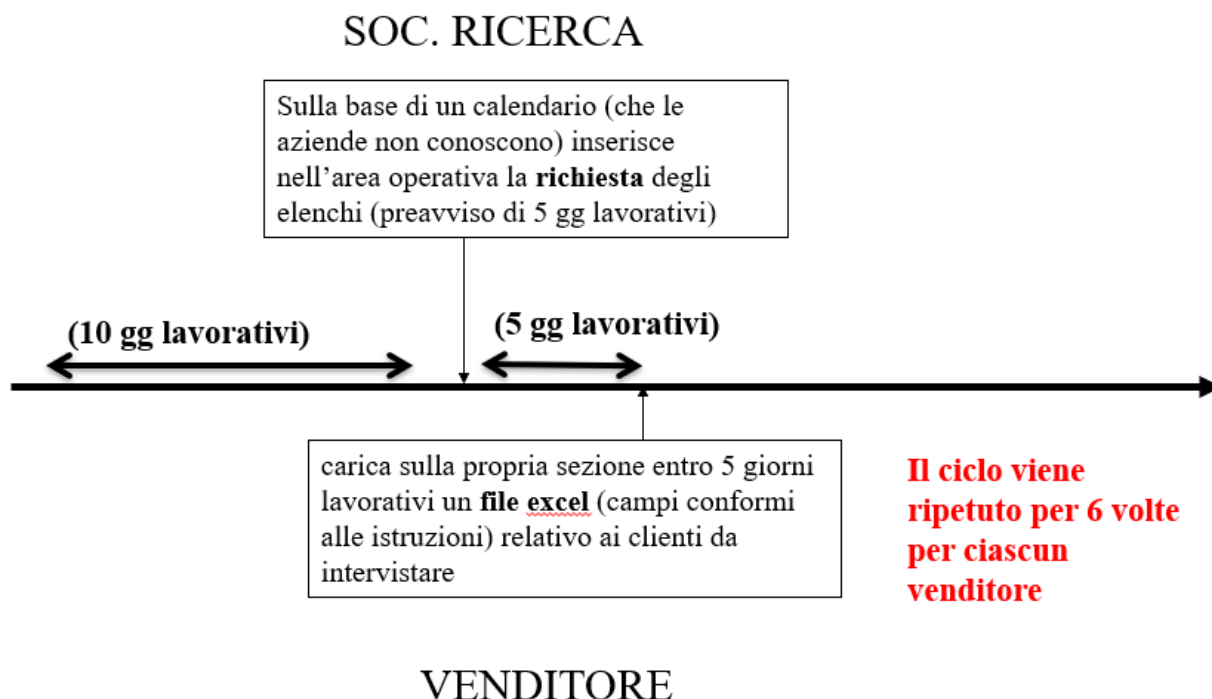 SOC. RICERCA
Sulla base di un calendario (che le
aziende non conoscono) inserisce
nell'area operativa la richiesta degli
elenchi (preavviso di 5 gg lavorativi)
(10 gg lavorativi)
(5 gg lavorativi)
carica sulla propria sezione entro 5 giorni
lavorativi un file excel (campi conformi
alle istruzioni) relativo ai clienti da
intervistare
Il ciclo viene
ripetuto per 6 volte
per ciascun
venditore
VENDITORE